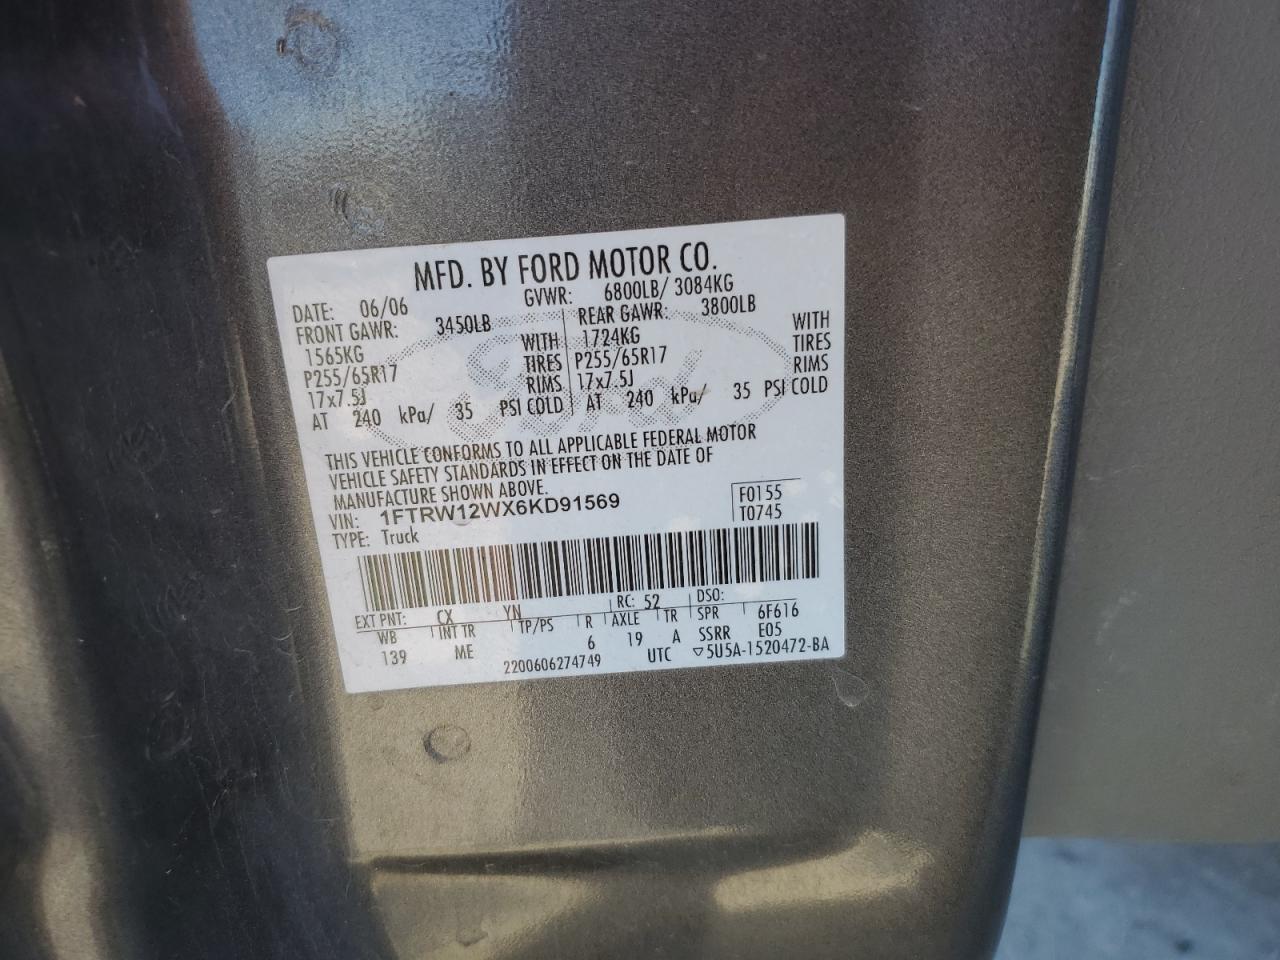 MFD. BY FORD MOTOR CO.
DATE: 06/06 GVWR: 6800LB/ 3084KG
FRONT GAWR: 3450LB REAR GAWR: 3800LB
1565KG WITH 1724KG WITH
P255/65R17 TIRES P255/65R17 TIRES
17x7.5J RIMS 17x7.5J RIMS
AT 240 kPa/ 35 PSI COLD AT 240 kPa/ 35 PSI COLD
THIS VEHICLE CONFORMS TO ALL APPLICABLE FEDERAL MOTOR
VEHICLE SAFETY STANDARDS IN EFFECT ON THE DATE OF
MANUFACTURE SHOWN ABOVE.
VIN: 1FTRW12WX6KD91569 F0155
TYPE: Truck T0745
EXT PNT: CX YN RC: 52 DSO:
WB INT TR TP/PS R AXLE TR SPR 6F616
139 ME 6 19 A SSRR E05
2200606274749 UTC ▽5U5A-1520472-BA
Ford